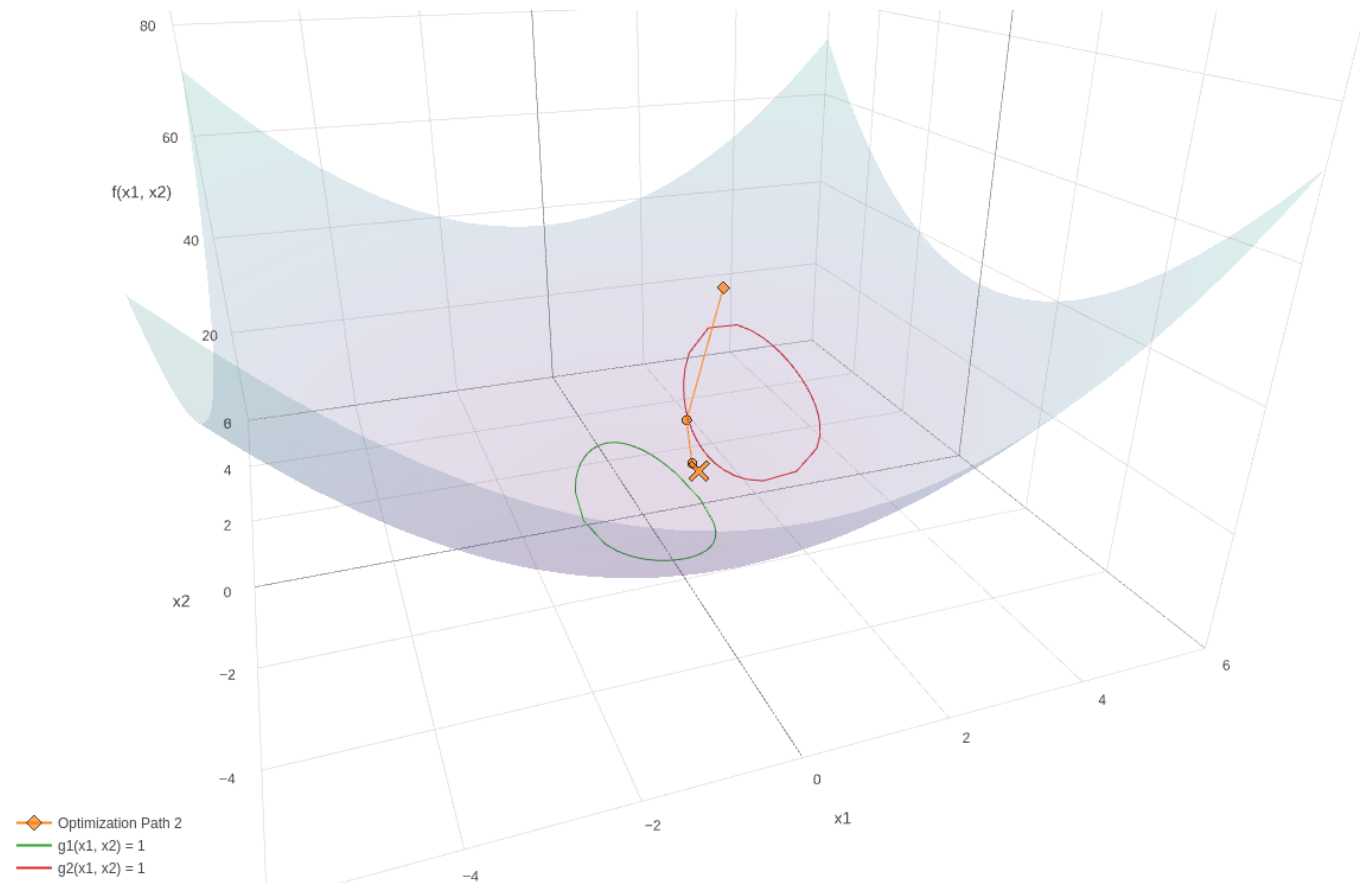 80
60
f(x1, x2)
40
20
0
6
4
2
x2
0
−2
−4
6
4
2
0
x1
−2
−4
Optimization Path 2
g1(x1, x2) = 1
g2(x1, x2) = 1